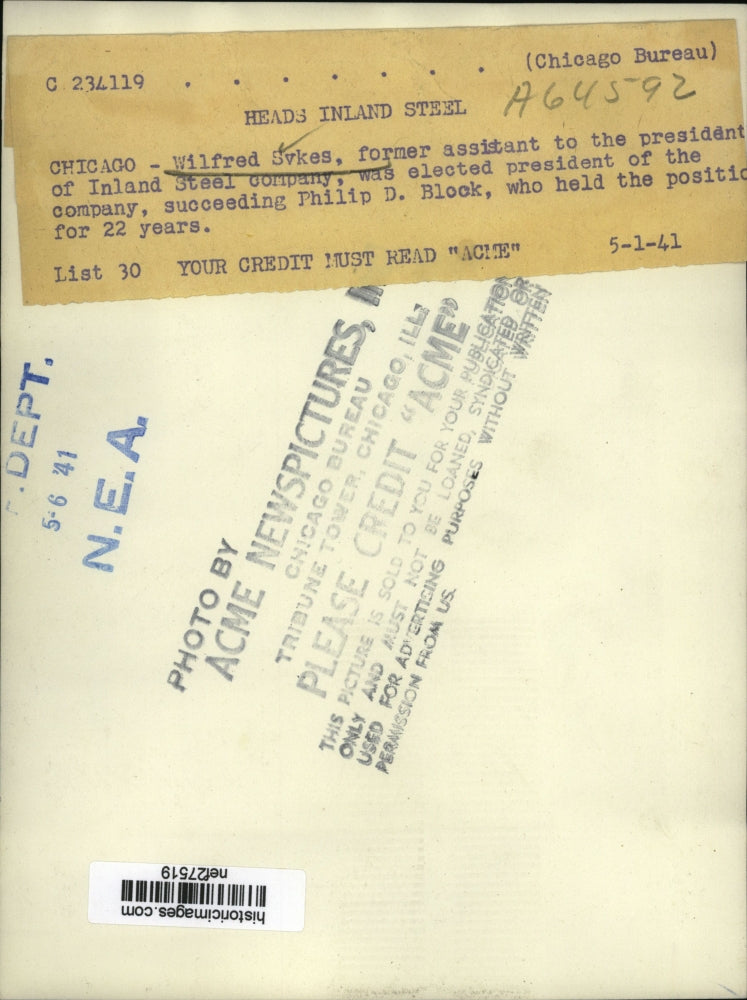 C 234119 . . . . . . . (Chicago Bureau)
A64592
HEADS INLAND STEEL
CHICAGO - Wilfred Sykes, former assistant to the president
of Inland Steel company, was elected president of the
company, succeeding Philip D. Block, who held the positio
for 22 years.
List 30 YOUR CREDIT MUST READ "ACME" 5-1-41
. DEPT.
5-6 '41
N.E.A.
PHOTO BY
ACME NEWSPICTURES, I
CHICAGO BUREAU
TRIBUNE TOWER, CHICAGO, ILL.
PLEASE CREDIT "ACME"
THIS PICTURE IS SOLD TO YOU FOR YOUR PUBLICATION
ONLY AND MUST NOT BE LOANED, SYNDICATED OR
USED FOR ADVERTISING PURPOSES WITHOUT WRITTEN
PERMISSION FROM US.
historicimages.com
nef27519